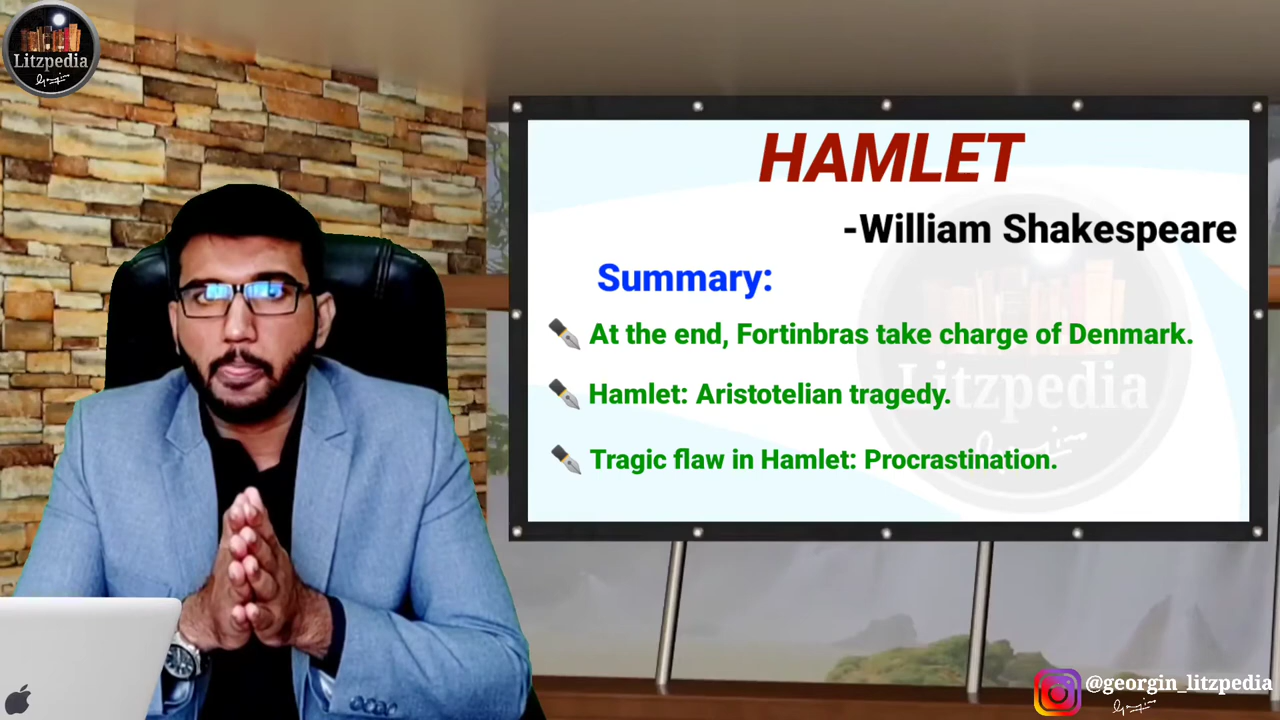 Litzpedia
HAMLET
-William Shakespeare
Summary:
At the end, Fortinbras take charge of Denmark.
Hamlet: Aristotelian tragedy.
Litzpedia
Tragic flaw in Hamlet: Procrastination.
@georgin_litzpedia